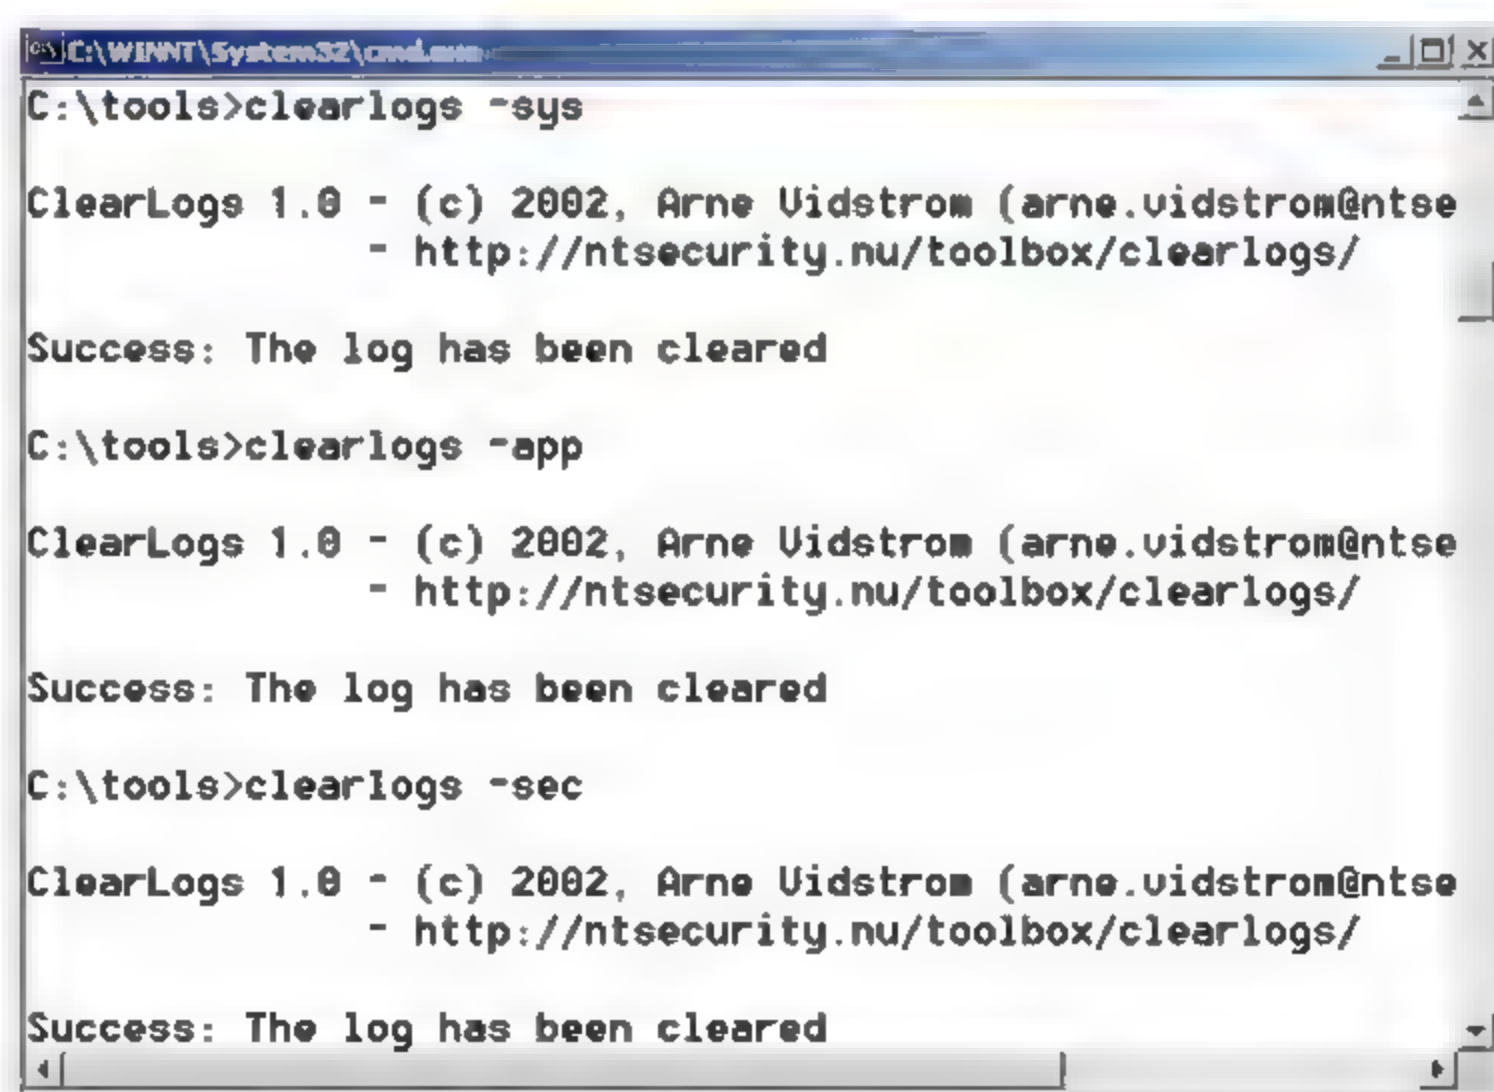 C:\WINNT\System32\cmd.exe
C:\tools>clearlogs -sys
ClearLogs 1.0 - (c) 2002, Arne Vidstrom (arne.vidstrom@ntse
- http://ntsecurity.nu/toolbox/clearlogs/
Success: The log has been cleared
C:\tools>clearlogs -app
ClearLogs 1.0 - (c) 2002, Arne Vidstrom (arne.vidstrom@ntse
- http://ntsecurity.nu/toolbox/clearlogs/
Success: The log has been cleared
C:\tools>clearlogs -sec
ClearLogs 1.0 - (c) 2002, Arne Vidstrom (arne.vidstrom@ntse
- http://ntsecurity.nu/toolbox/clearlogs/
Success: The log has been cleared